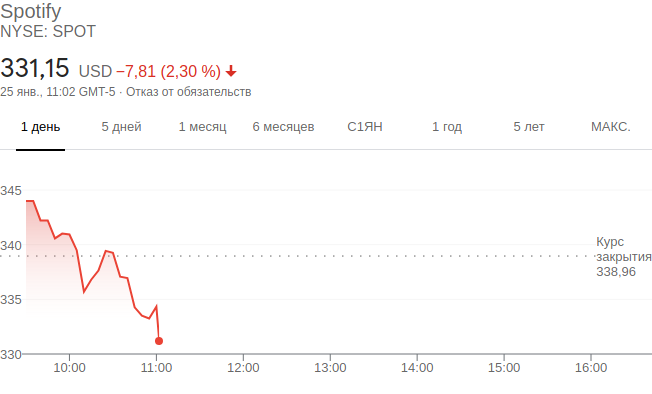 Spotify
NYSE: SPOT
331,15 USD −7,81 (2,30 %)
25 янв., 11:02 GMT-5 · Отказ от обязательств
1 день 5 дней 1 месяц 6 месяцев С1ЯН 1 год 5 лет МАКС.
345
340
335
330
Курс
закрытия
338,96
10:00 11:00 12:00 13:00 14:00 15:00 16:00